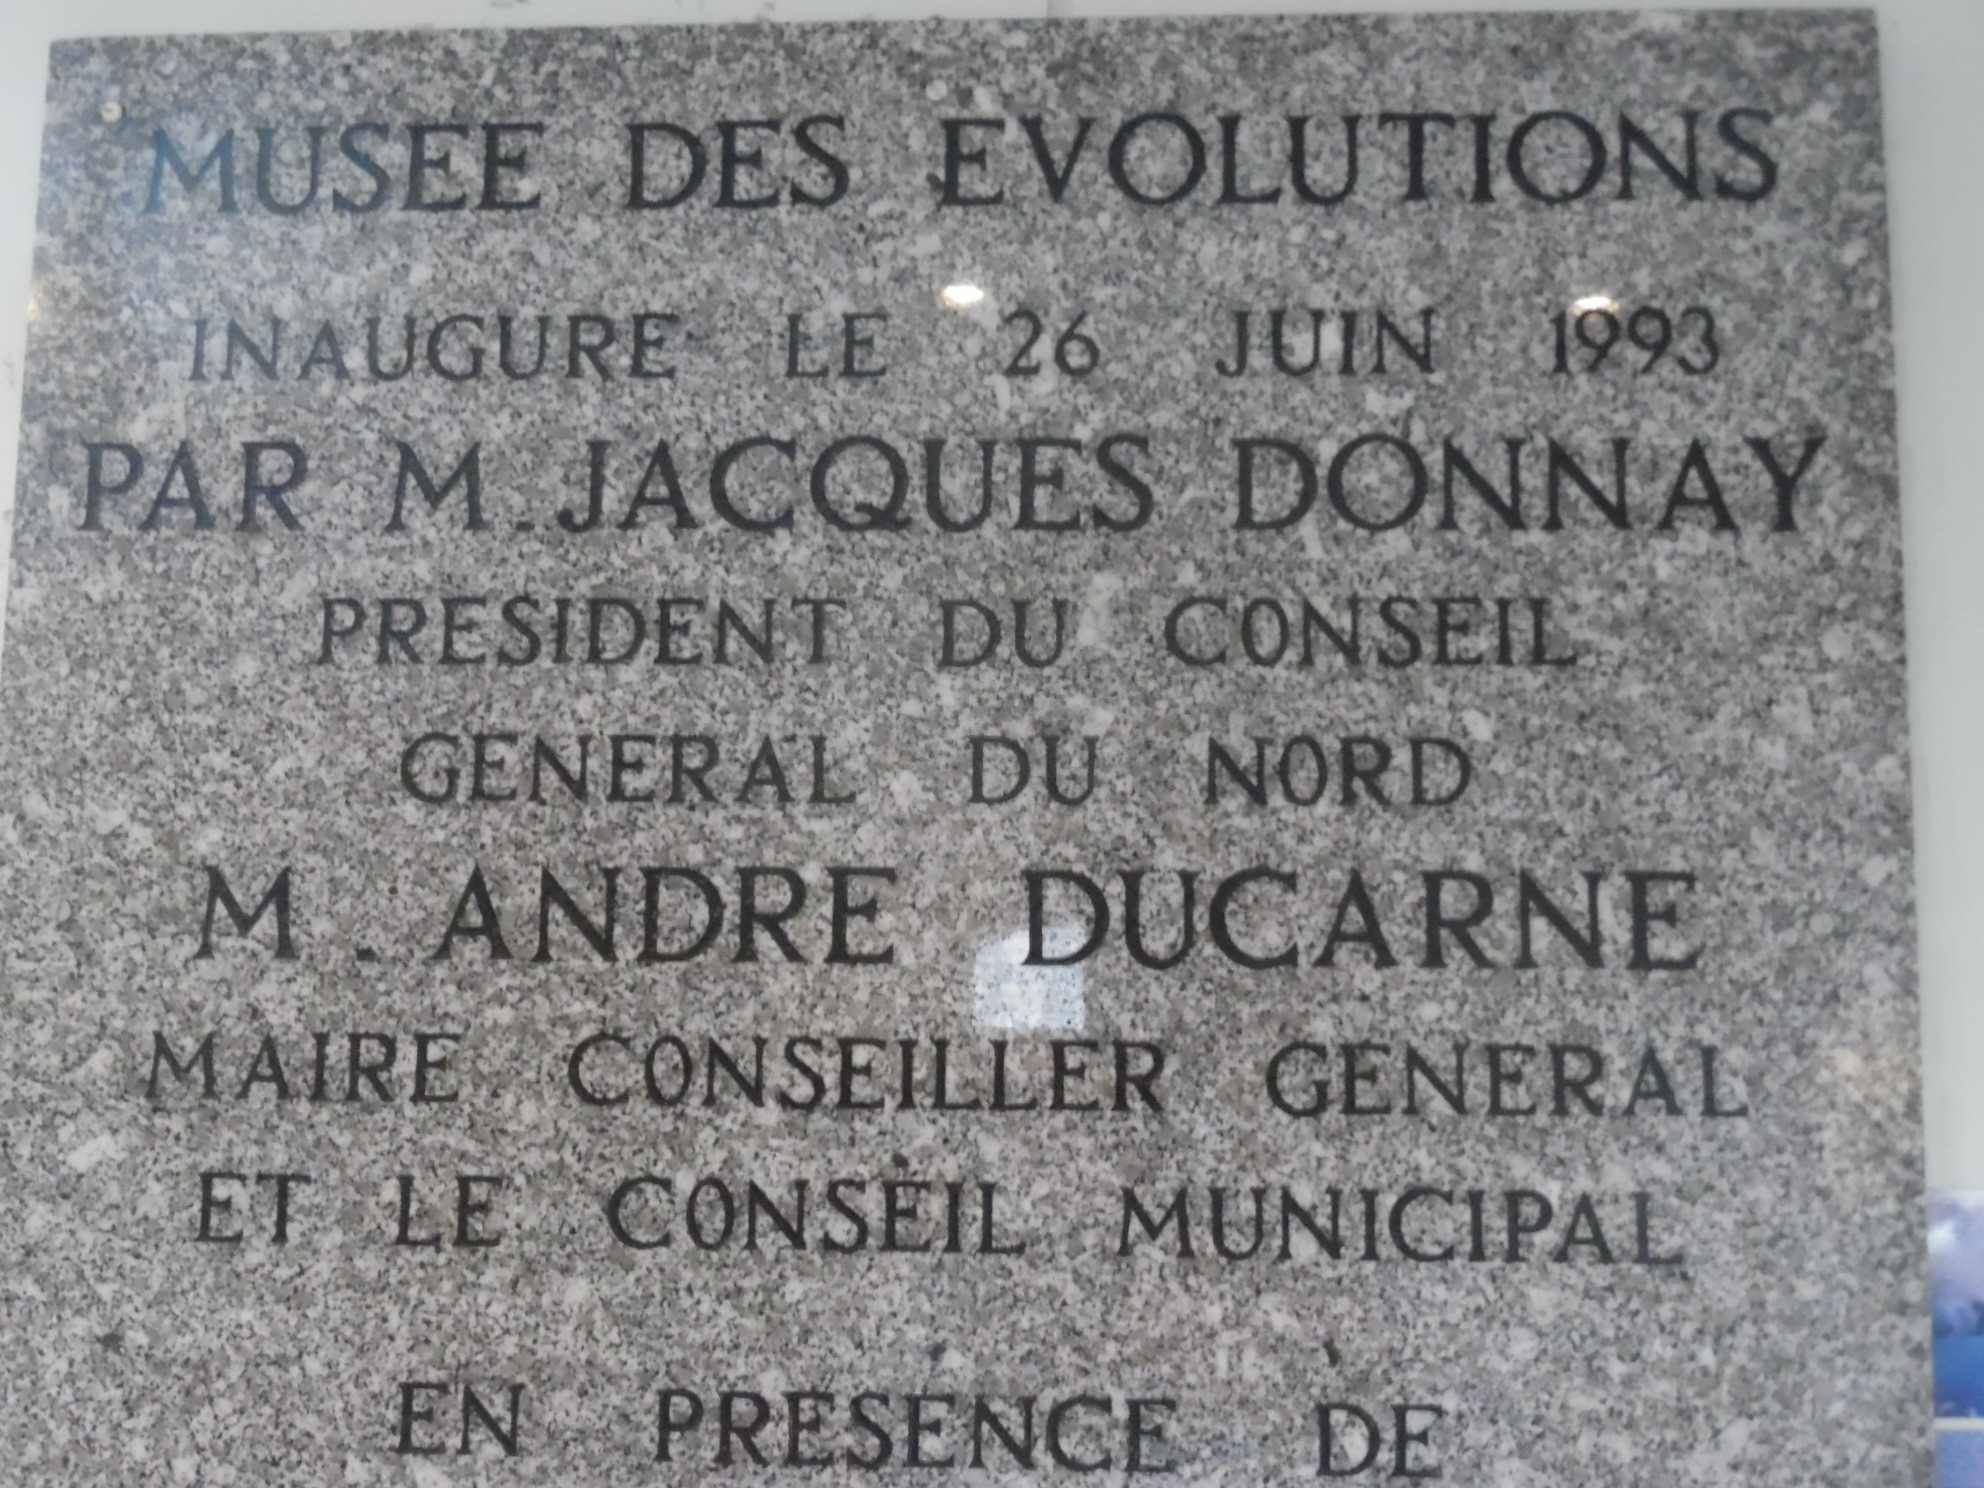 MUSEE DES EVOLUTIONS
INAUGURE LE 26 JUIN 1993
PAR M. JACQUES DONNAY
PRESIDENT DU CONSEIL
GENERAL DU NORD
M. ANDRE DUCARNE
MAIRE CONSEILLER GENERAL
ET LE CONSEIL MUNICIPAL
EN PRESENCE DE